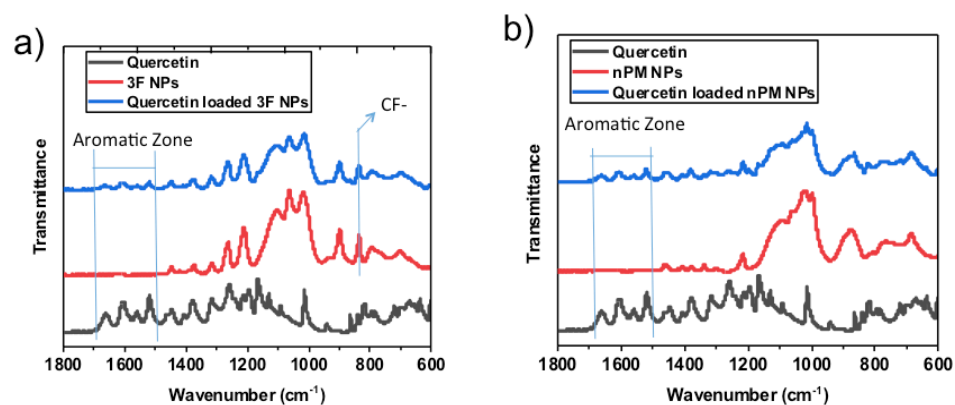 a)
Quercetin
3F NPs
Quercetin loaded 3F NPs
CF-
Aromatic Zone
Transmittance
1800 1600 1400 1200 1000 800 600
Wavenumber (cm⁻¹)
b)
Quercetin
nPM NPs
Quercetin loaded nPM NPs
Aromatic Zone
Transmittance
1800 1600 1400 1200 1000 800 600
Wavenumber (cm⁻¹)